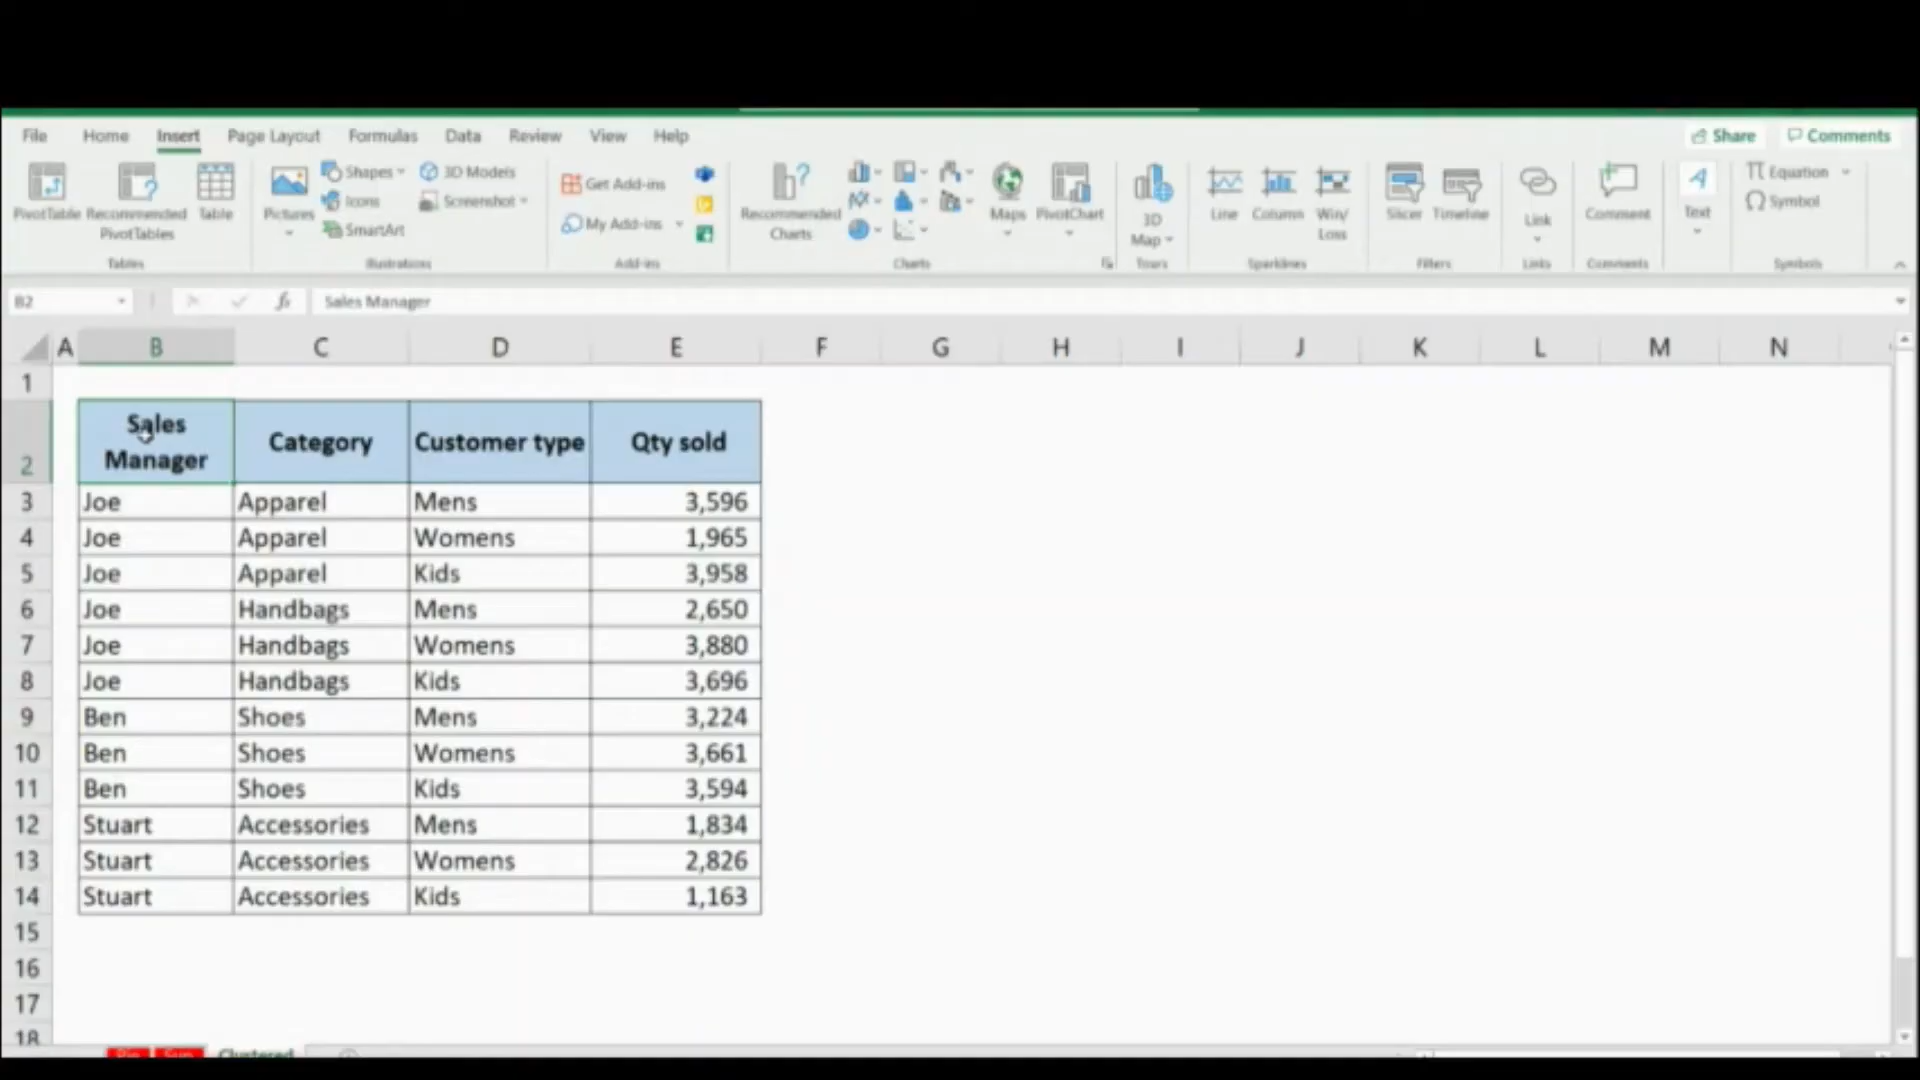 File Home Insert Page Layout Formulas Data Review View Help Share Comments
PivotTable Recommended PivotTables Table Pictures Shapes Icons SmartArt 3D Models Screenshot Get Add-ins My Add-ins Recommended Charts Maps PivotChart 3D Map Line Column Win/ Loss Slicer Timeline Link Comment Text Equation Symbol
Tables Illustrations Add-ins Charts Tours Sparklines Filters Links Comments Symbols
B2 fx Sales Manager
A B C D E F G H I J K L M N
1
2 Sales Manager Category Customer type Qty sold
3 Joe Apparel Mens 3,596
4 Joe Apparel Womens 1,965
5 Joe Apparel Kids 3,958
6 Joe Handbags Mens 2,650
7 Joe Handbags Womens 3,880
8 Joe Handbags Kids 3,696
9 Ben Shoes Mens 3,224
10 Ben Shoes Womens 3,661
11 Ben Shoes Kids 3,594
12 Stuart Accessories Mens 1,834
13 Stuart Accessories Womens 2,826
14 Stuart Accessories Kids 1,163
15
16
17
18
Clustered